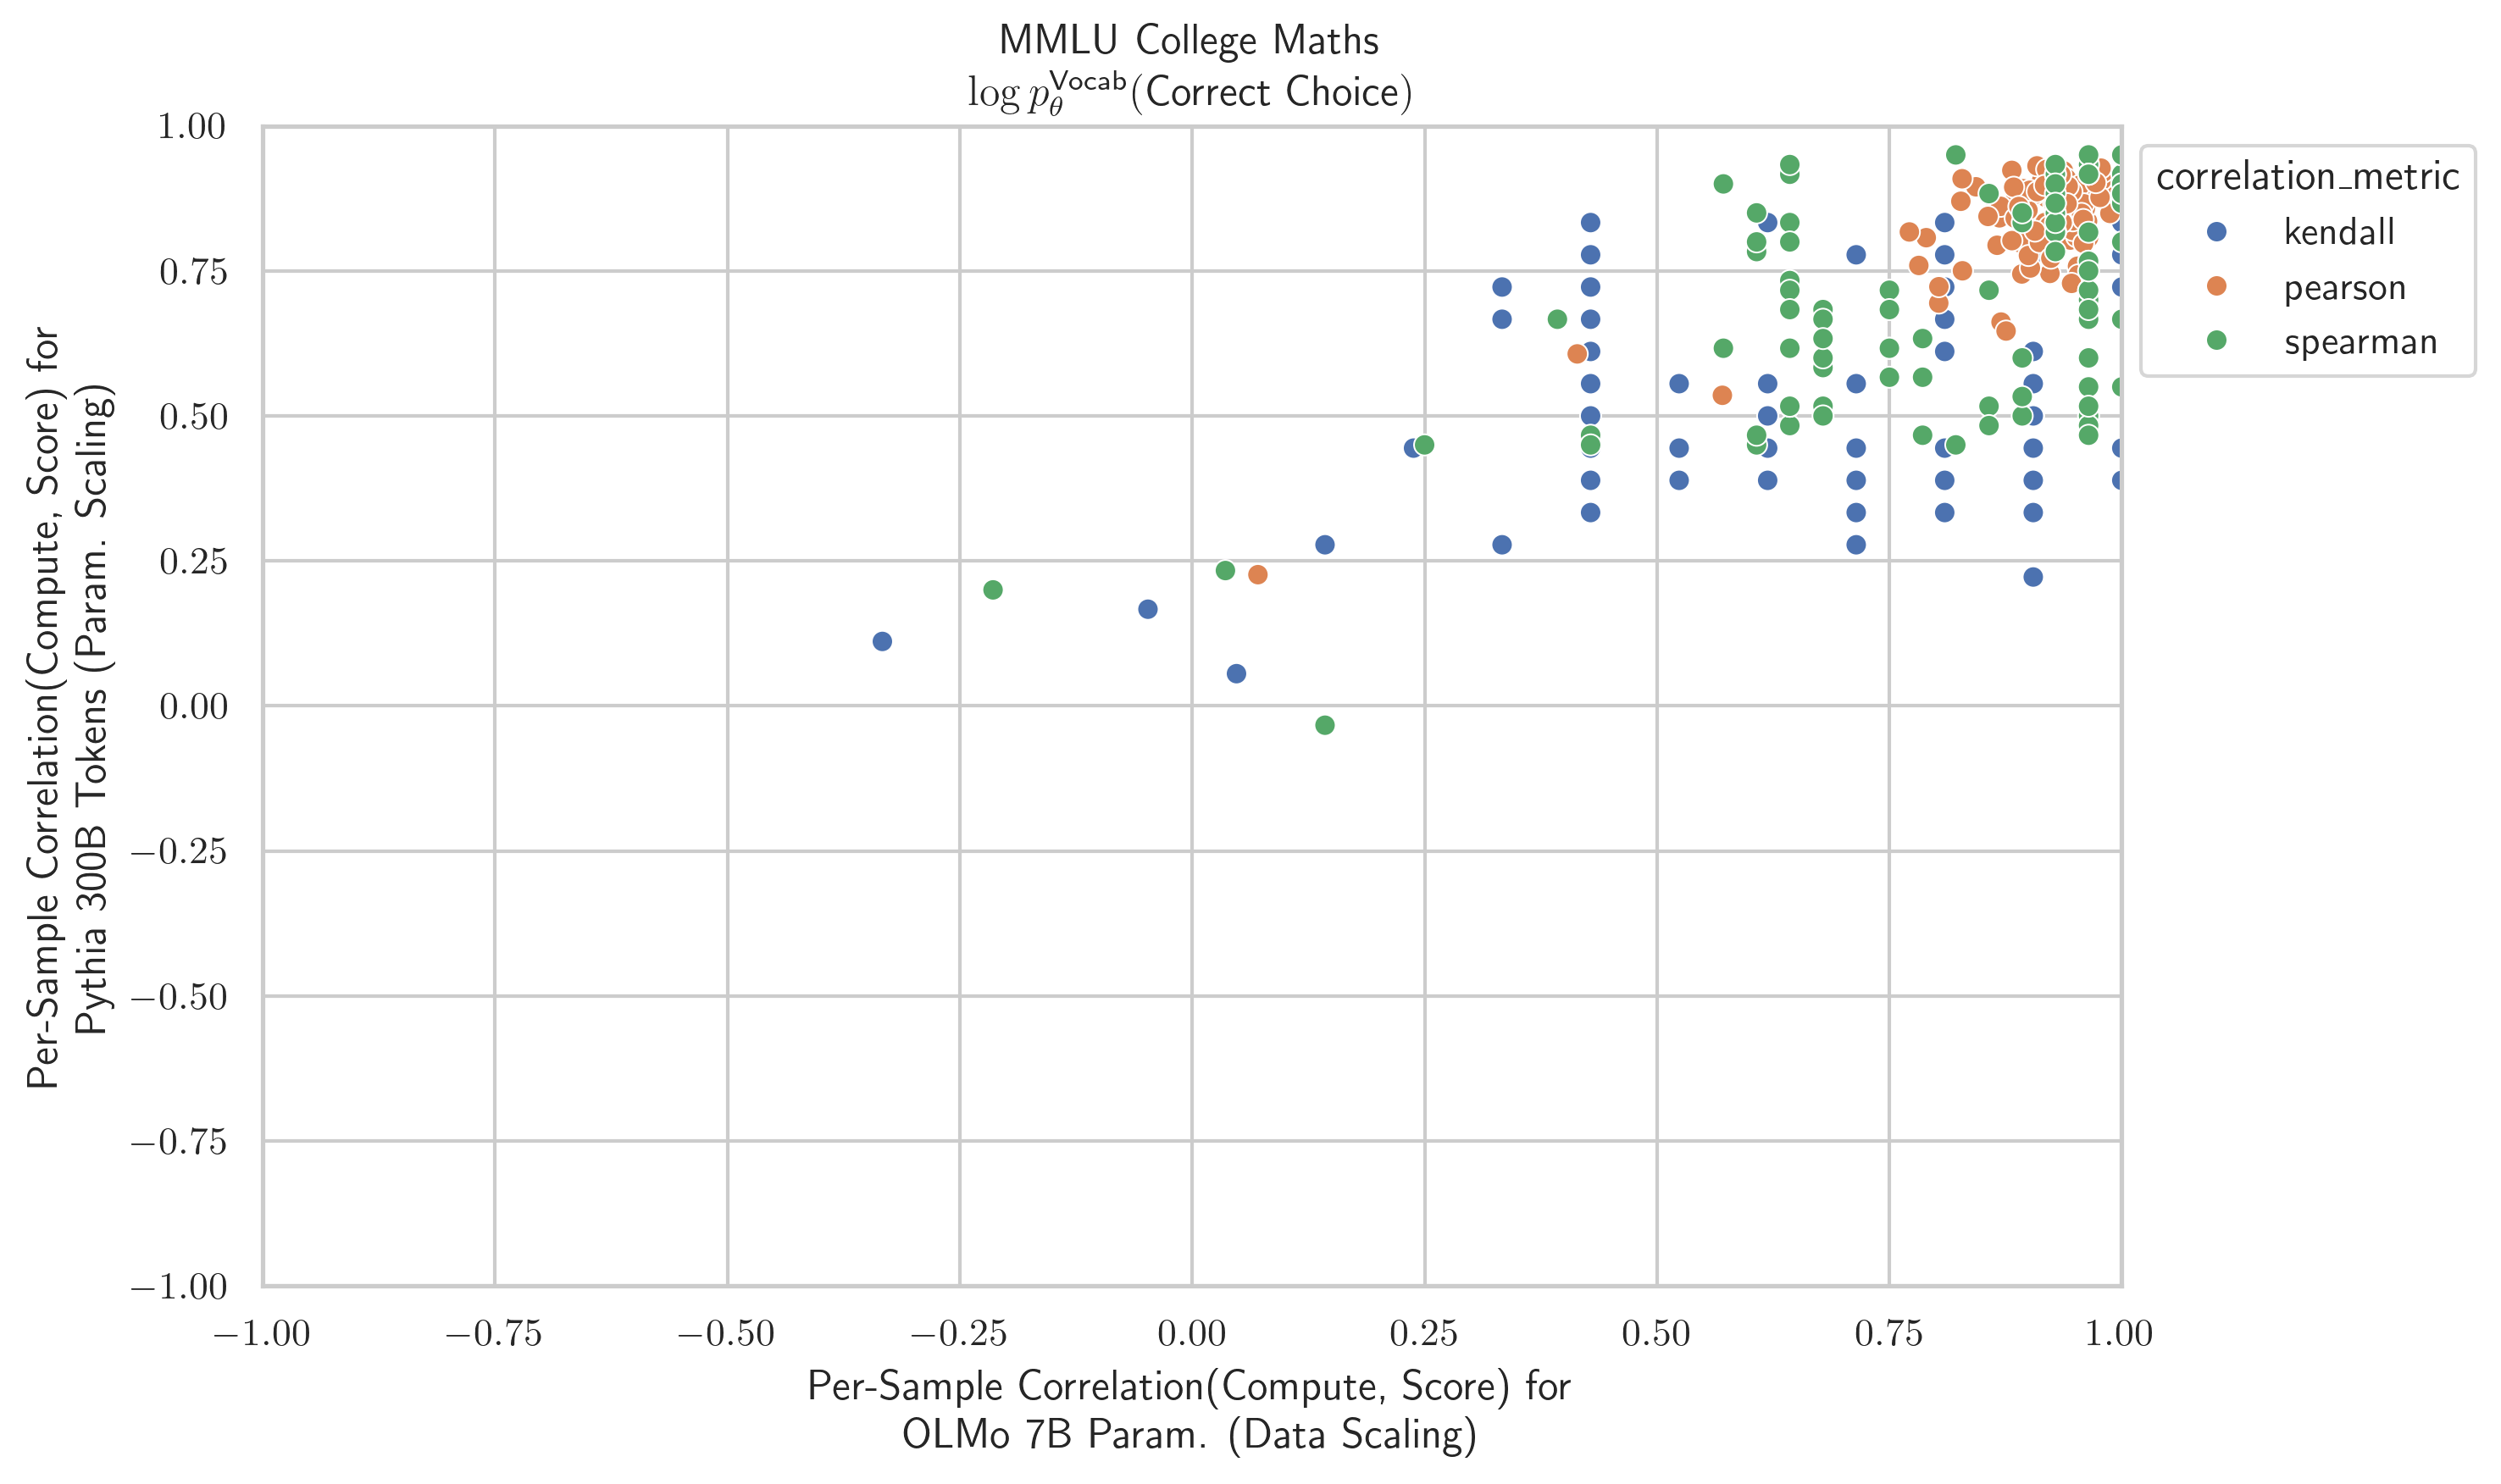 MMLU College Maths
log p_θ^Vocab(Correct Choice)
Per-Sample Correlation(Compute, Score) for
Pythia 300B Tokens (Param. Scaling)
1.00
0.75
0.50
0.25
0.00
−0.25
−0.50
−0.75
−1.00
−1.00
−0.75
−0.50
−0.25
0.00
0.25
0.50
0.75
1.00
Per-Sample Correlation(Compute, Score) for
OLMo 7B Param. (Data Scaling)
correlation_metric
kendall
pearson
spearman